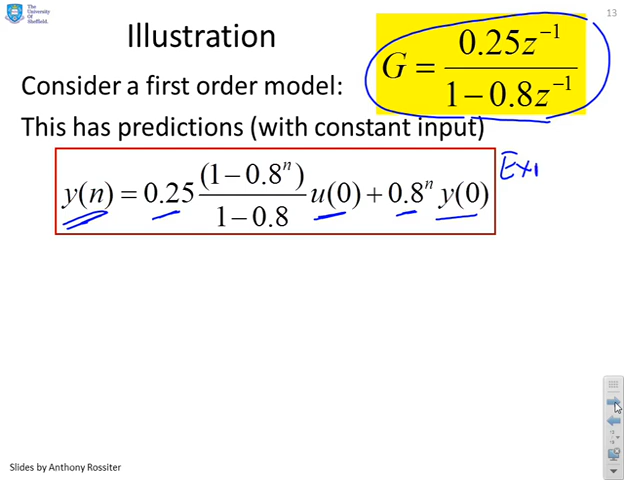 The University Of Sheffield.
13
Illustration
Consider a first order model:
G = \frac{0.25z^{-1}}{1-0.8z^{-1}}
This has predictions (with constant input)
y(n) = 0.25 \frac{(1-0.8^n)}{1-0.8} u(0) + 0.8^n y(0)
Slides by Anthony Rossiter